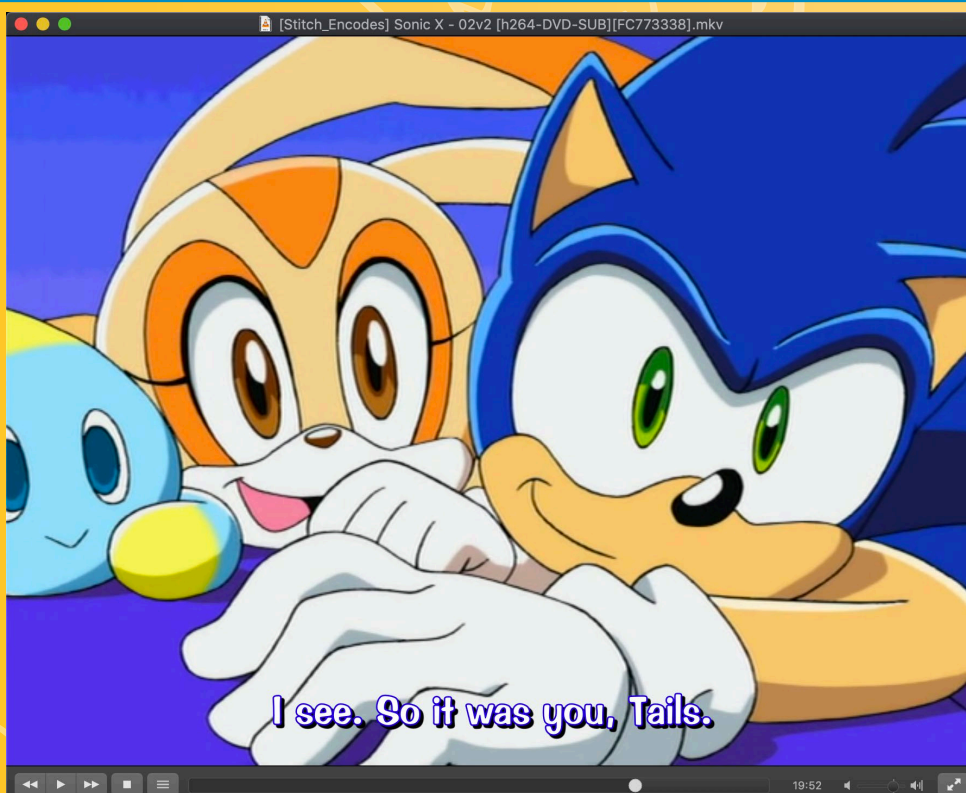 [Stitch_Encodes] Sonic X - 02v2 [h264-DVD-SUB][FC773338].mkv
I see. So it was you, Tails.
19:52